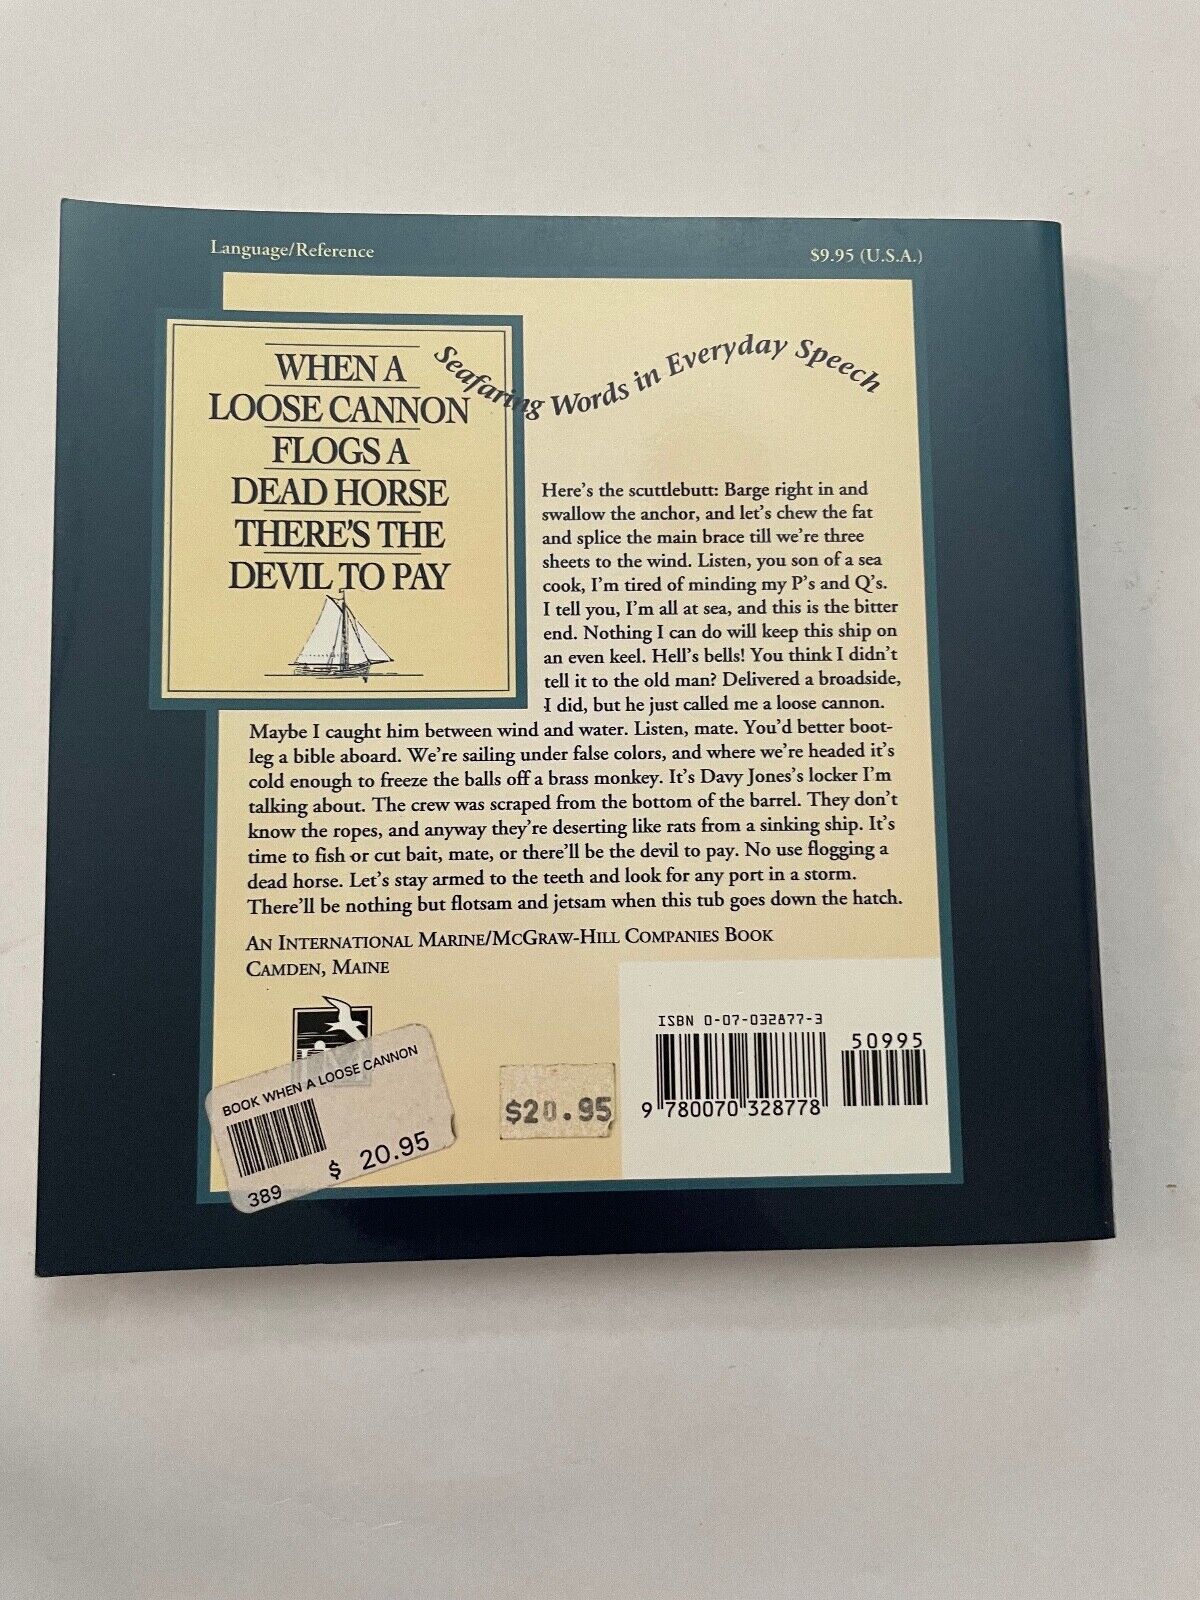 Language/Reference
$9.95 (U.S.A.)
WHEN A
LOOSE CANNON
FLOGS A
DEAD HORSE
THERE'S THE
DEVIL TO PAY
Seafaring Words in Everyday Speech
Here's the scuttlebutt: Barge right in and
swallow the anchor, and let's chew the fat
and splice the main brace till we're three
sheets to the wind. Listen, you son of a sea
cook, I'm tired of minding my P's and Q's.
I tell you, I'm all at sea, and this is the bitter
end. Nothing I can do will keep this ship on
an even keel. Hell's bells! You think I didn't
tell it to the old man? Delivered a broadside,
I did, but he just called me a loose cannon.
Maybe I caught him between wind and water. Listen, mate. You'd better boot-
leg a bible aboard. We're sailing under false colors, and where we're headed it's
cold enough to freeze the balls off a brass monkey. It's Davy Jones's locker I'm
talking about. The crew was scraped from the bottom of the barrel. They don't
know the ropes, and anyway they're deserting like rats from a sinking ship. It's
time to fish or cut bait, mate, or there'll be the devil to pay. No use flogging a
dead horse. Let's stay armed to the teeth and look for any port in a storm.
There'll be nothing but flotsam and jetsam when this tub goes down the hatch.
AN INTERNATIONAL MARINE/MCGRAW-HILL COMPANIES BOOK
CAMDEN, MAINE
BOOK WHEN A LOOSE CANNON
389
$ 20.95
$20.95
ISBN 0-07-032877-3
50995
9 780070 328778